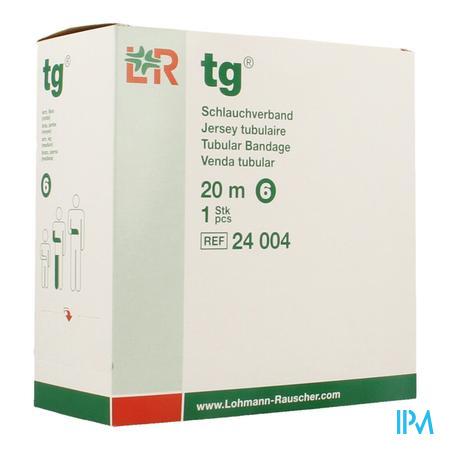 L&R
tg®
Schlauchverband
Jersey tubulaire
Tubular Bandage
Venda tubular
20 m 6
1 Stk
pcs
REF 24 004
www.Lohmann-Rauscher.com
tg®
6
IPM